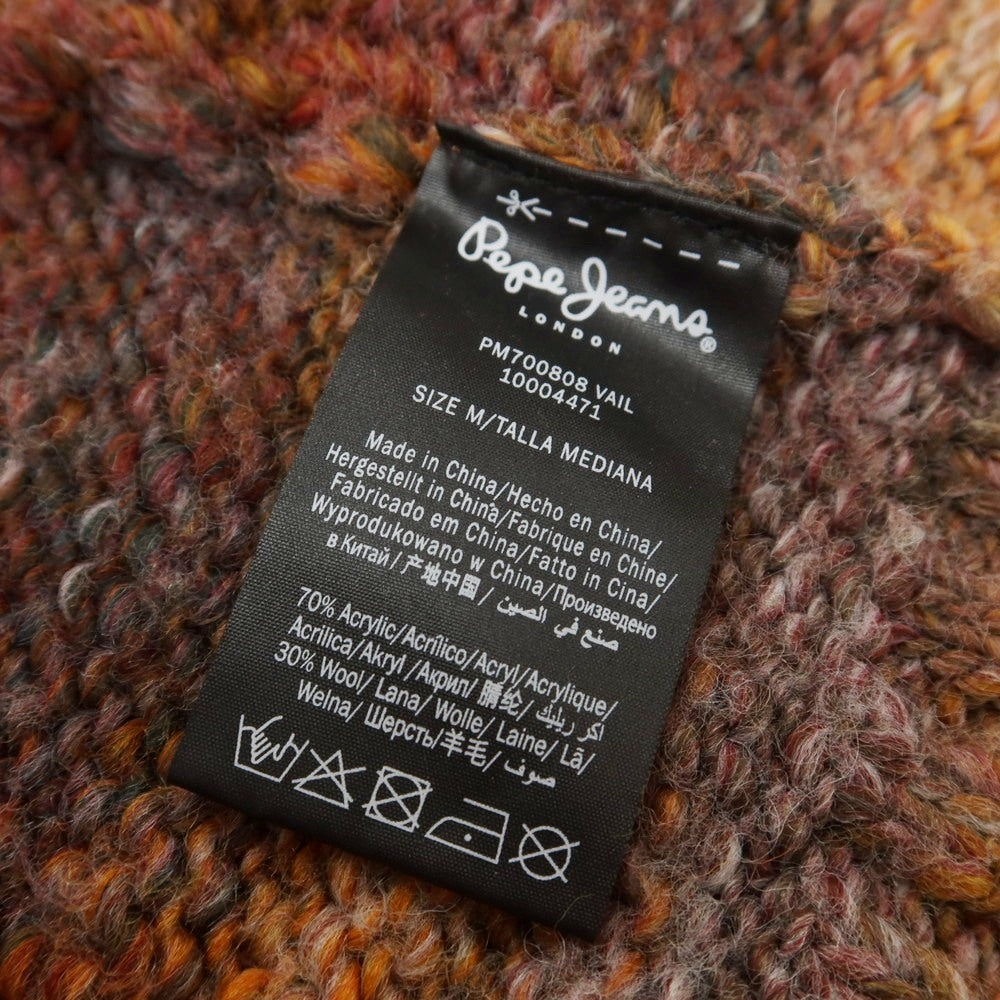 Pepe Jeans®
LONDON
PM700808 VAIL
10004471
SIZE M/TALLA MEDIANA
Made in China/Hecho en China/
Hergestellt in China/Fabrique en Chine/
Fabricado em China/Fatto in Cina/
Wyprodukowano w China/Произведено
в Китай/产地中国/ صنع في الصين
70% Acrylic/Acrílico/Acryl/Acrylique/
Acrilica/Akryl/Акрил/腈纶/ اكريليك
30% Wool/Lana/Wolle/Laine/Lã/
Welna/Шерсть/羊毛/ صوف